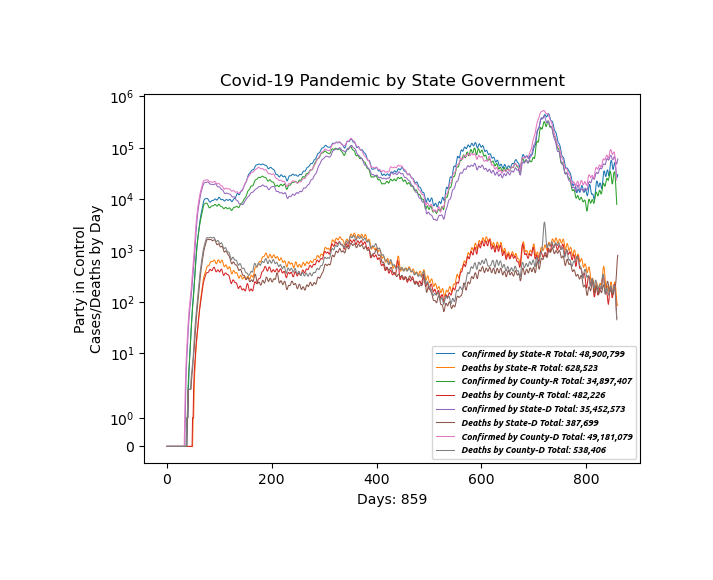 Covid-19 Pandemic by State Government
Party in Control
Cases/Deaths by Day
10⁶
10⁵
10⁴
10³
10²
10¹
10⁰
0
Confirmed by State-R Total: 48,900,799
Deaths by State-R Total: 628,523
Confirmed by County-R Total: 34,897,407
Deaths by County-R Total: 482,226
Confirmed by State-D Total: 35,452,573
Deaths by State-D Total: 387,699
Confirmed by County-D Total: 49,181,079
Deaths by County-D Total: 538,406
0 200 400 600 800
Days: 859